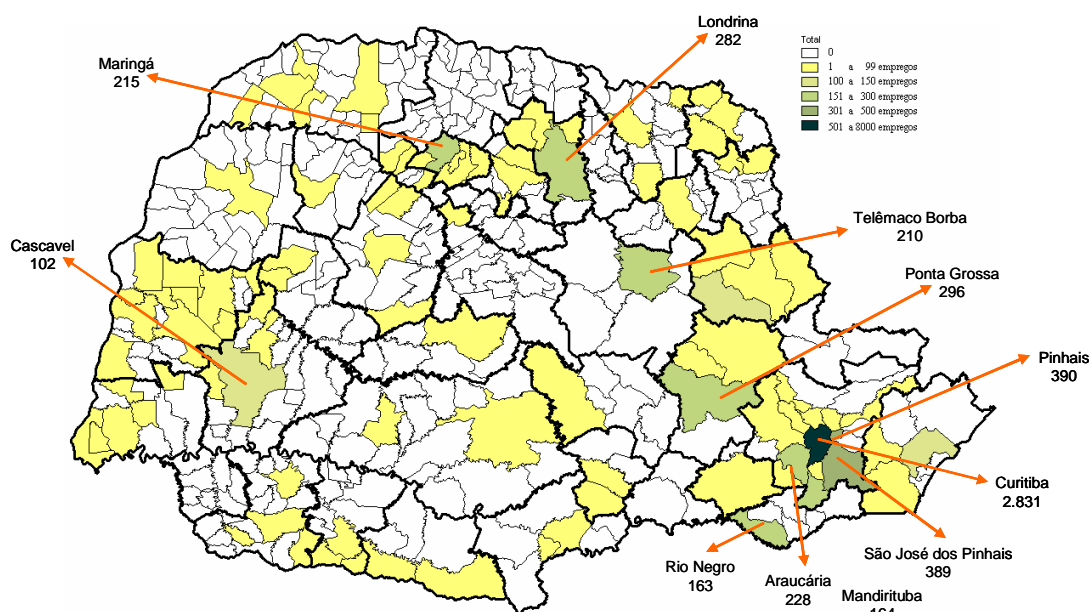 Londrina
282
Maringá
215
Total
0
1 a 99 empregos
100 a 150 empregos
151 a 300 empregos
301 a 500 empregos
501 a 8000 empregos
Telêmaco Borba
210
Cascavel
102
Ponta Grossa
296
Pinhais
390
Curitiba
2.831
São José dos Pinhais
389
Rio Negro
163
Araucária
228
Mandirituba
164